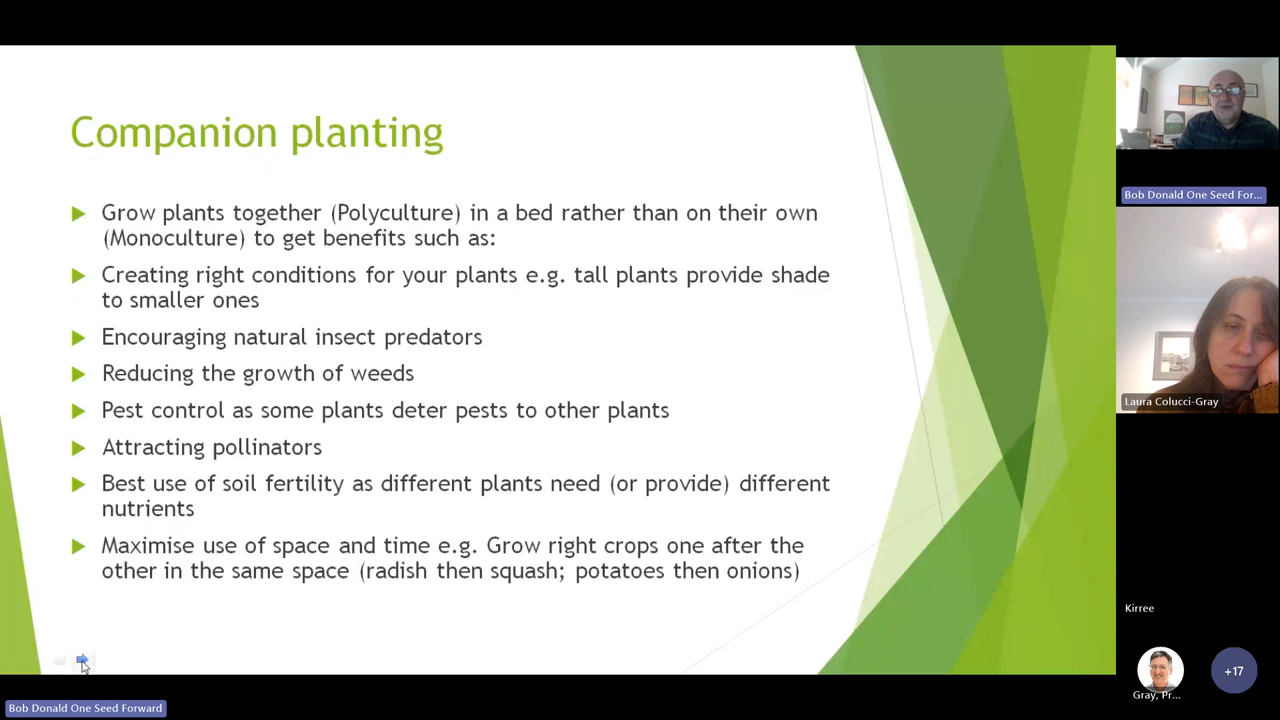 Companion planting
Grow plants together (Polyculture) in a bed rather than on their own
(Monoculture) to get benefits such as:
Creating right conditions for your plants e.g. tall plants provide shade
to smaller ones
Encouraging natural insect predators
Reducing the growth of weeds
Pest control as some plants deter pests to other plants
Attracting pollinators
Best use of soil fertility as different plants need (or provide) different
nutrients
Maximise use of space and time e.g. Grow right crops one after the
other in the same space (radish then squash; potatoes then onions)
Bob Donald One Seed For...
Laura Colucci-Gray
Kirree
Gray, Pr...
+17
Bob Donald One Seed Forward